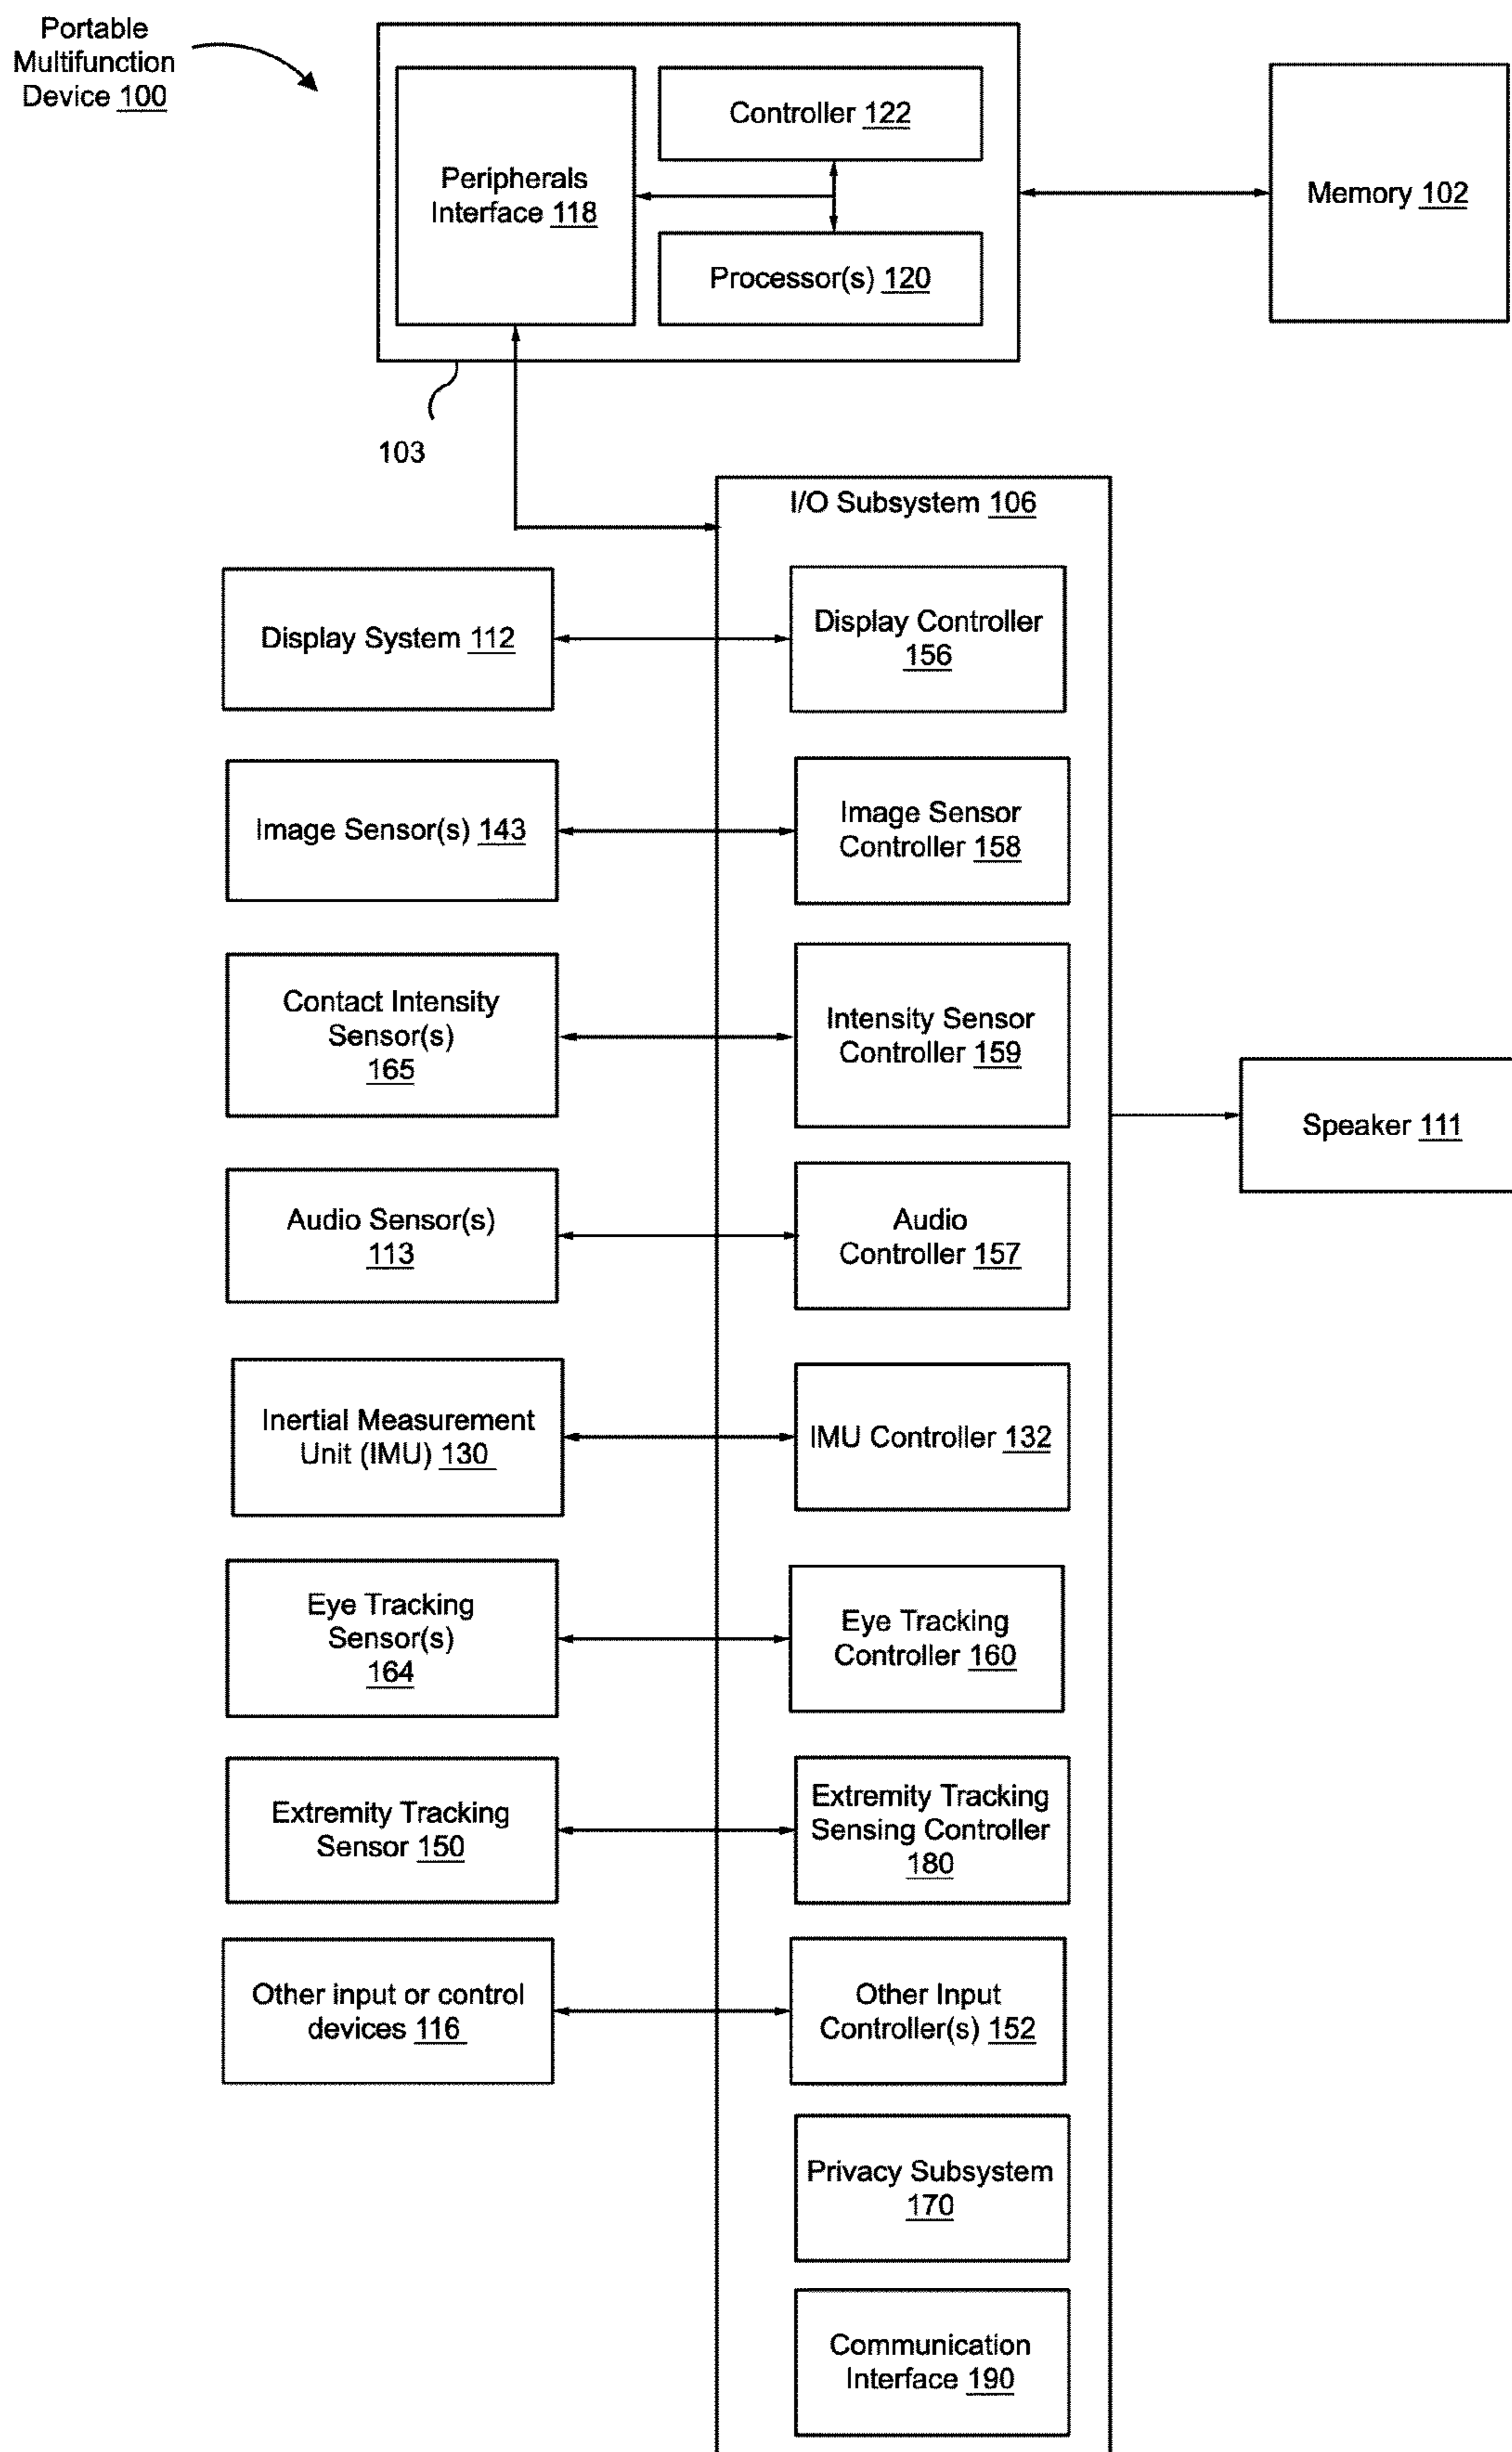 Portable
Multifunction
Device 100
Controller 122
Peripherals
Interface 118
Processor(s) 120
Memory 102
103
I/O Subsystem 106
Display System 112
Display Controller
156
Image Sensor(s) 143
Image Sensor
Controller 158
Contact Intensity
Sensor(s)
165
Intensity Sensor
Controller 159
Speaker 111
Audio Sensor(s)
113
Audio
Controller 157
Inertial Measurement
Unit (IMU) 130
IMU Controller 132
Eye Tracking
Sensor(s)
164
Eye Tracking
Controller 160
Extremity Tracking
Sensor 150
Extremity Tracking
Sensing Controller
180
Other input or control
devices 116
Other Input
Controller(s) 152
Privacy Subsystem
170
Communication
Interface 190